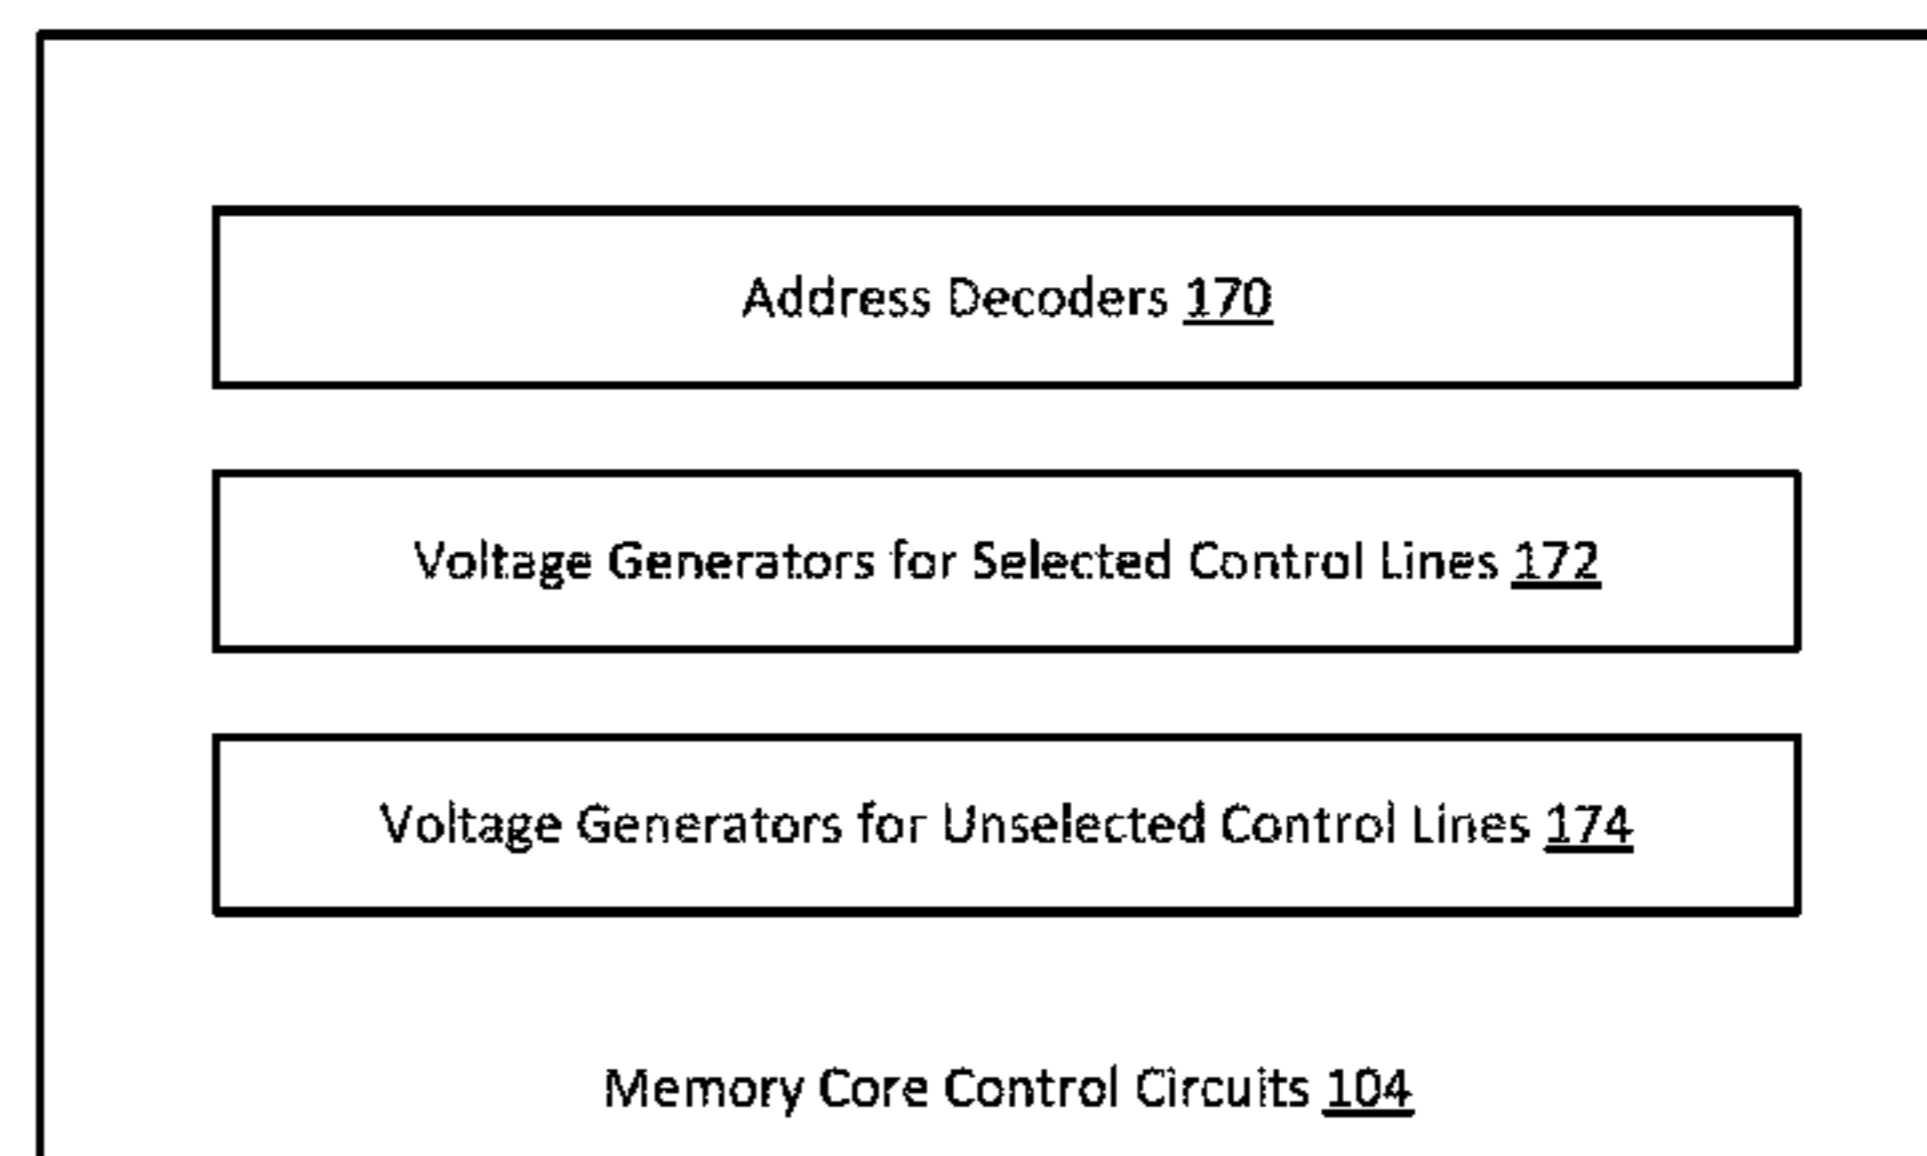 Address Decoders 170
Voltage Generators for Selected Control Lines 172
Voltage Generators for Unselected Control Lines 174
Memory Core Control Circuits 104